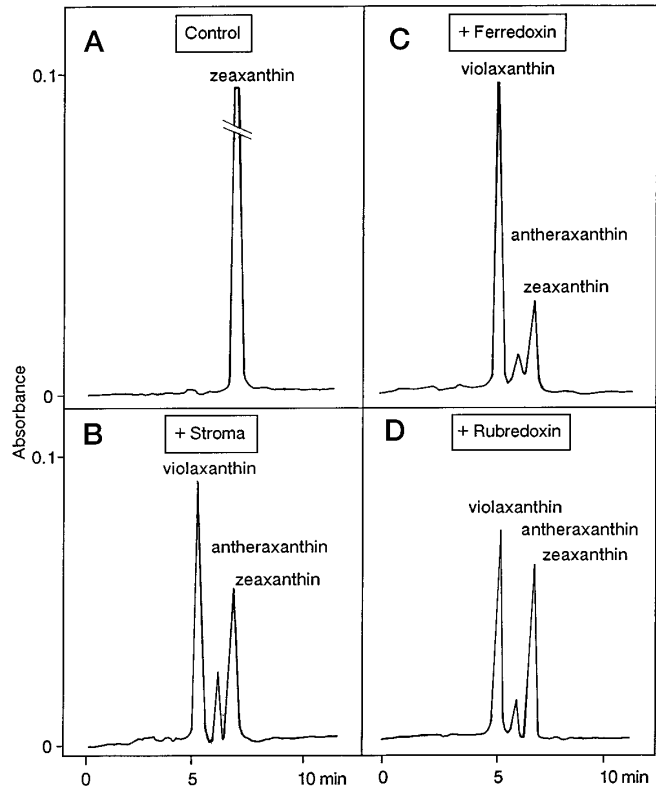 A
Control
zeaxanthin
0.1
0
C
+ Ferredoxin
violaxanthin
antheraxanthin
zeaxanthin
Absorbance
B
+ Stroma
violaxanthin
antheraxanthin
zeaxanthin
0.1
0
0
5
10 min
D
+ Rubredoxin
violaxanthin
antheraxanthin
zeaxanthin
0
5
10 min